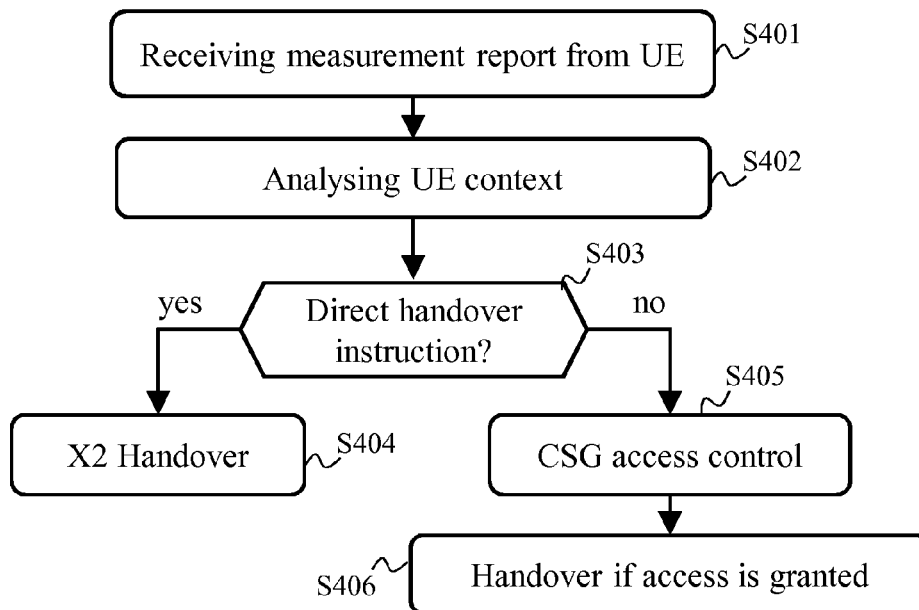 Receiving measurement report from UE
S401
Analysing UE context
S402
S403
Direct handover
instruction?
yes
no
X2 Handover
S404
S405
CSG access control
S406
Handover if access is granted